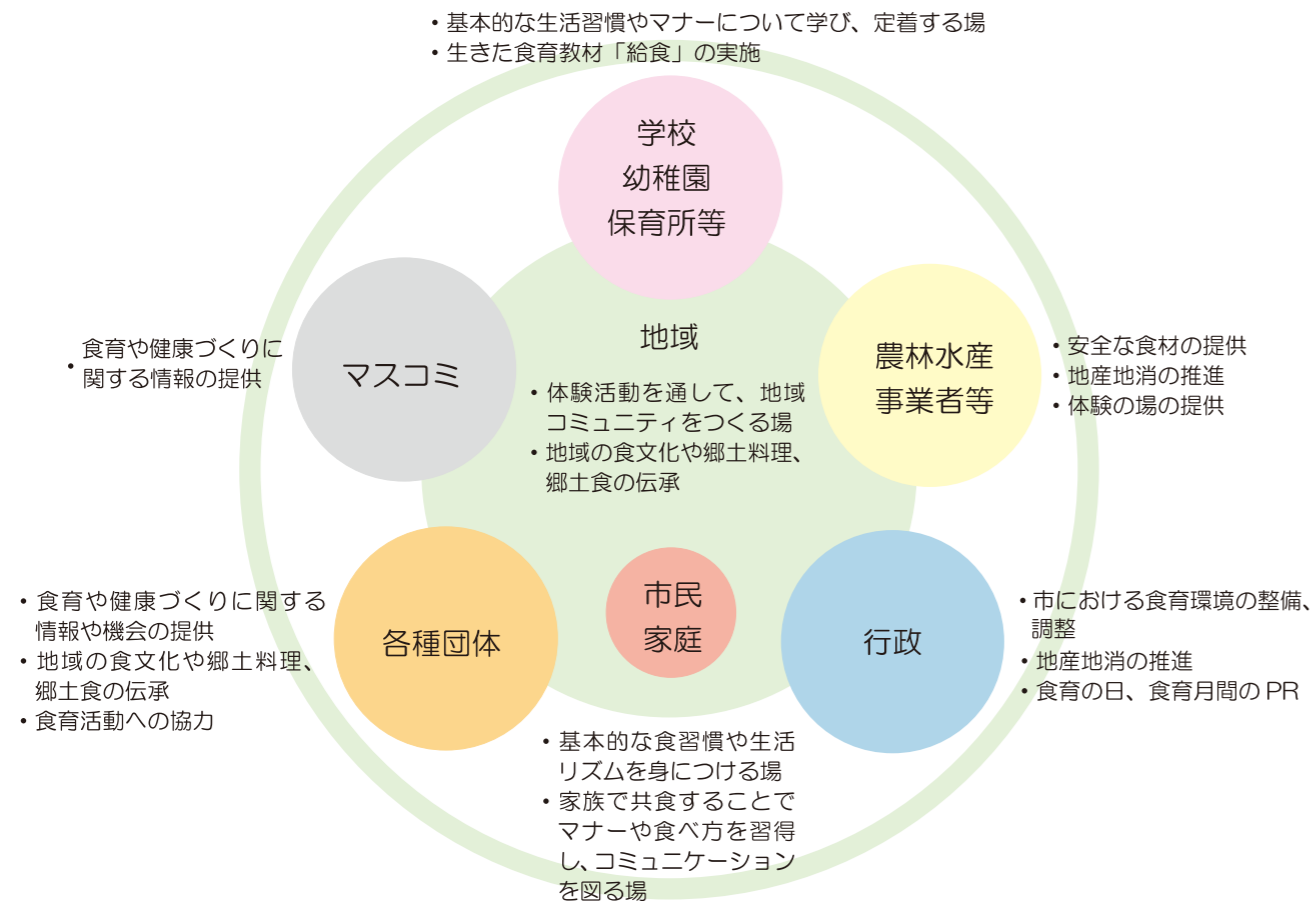 ・基本的な生活習慣やマナーについて学び、定着する場
・生きた食育教材「給食」の実施
学校
幼稚園
保育所等
マスコミ
・食育や健康づくりに
関する情報の提供
地域
・体験活動を通して、地域
コミュニティをつくる場
・地域の食文化や郷土料理、
郷土食の伝承
農林水産
事業者等
・安全な食材の提供
・地産地消の推進
・体験の場の提供
各種団体
・食育や健康づくりに関する
情報や機会の提供
・地域の食文化や郷土料理、
郷土食の伝承
・食育活動への協力
市民
家庭
・基本的な食習慣や生活
リズムを身につける場
・家族で共食することで
マナーや食べ方を習得
し、コミュニケーション
を図る場
行政
・市における食育環境の整備、
調整
・地産地消の推進
・食育の日、食育月間の PR